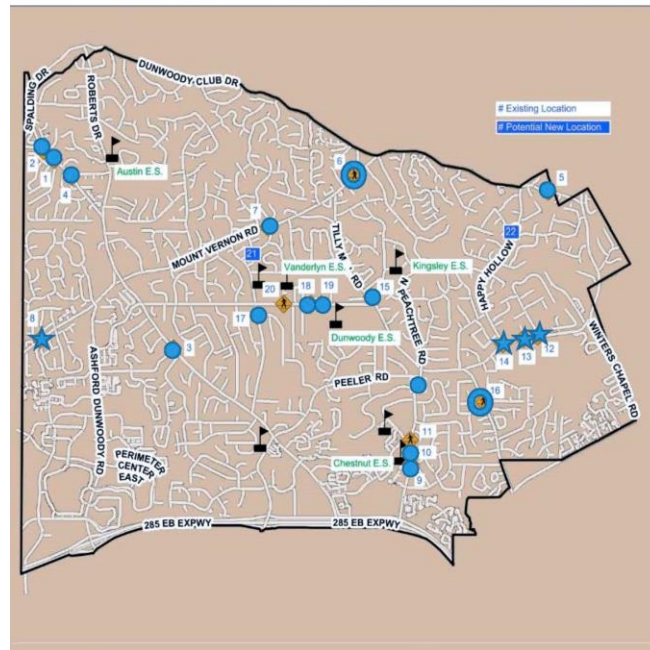 DUNWOODY CLUB DR
SPALDING DR
ROBERTS DR
# Existing Location
# Potential New Location
2
1
4
Austin E.S.
6
5
7
MOUNT VERNON RD
21
22
HAPPY HOLLOW
Vanderlyn E.S.
Kingsley E.S.
20
18
19
15
17
Dunwoody E.S.
N PEACHTREE RD
8
3
14
13
12
WINTERS CHAPEL RD
ASHFORD DUNWOODY RD
PEELER RD
16
11
10
9
Chestnut E.S.
PERIMETER
CENTER
EAST
285 EB EXPWY
285 EB EXPWY